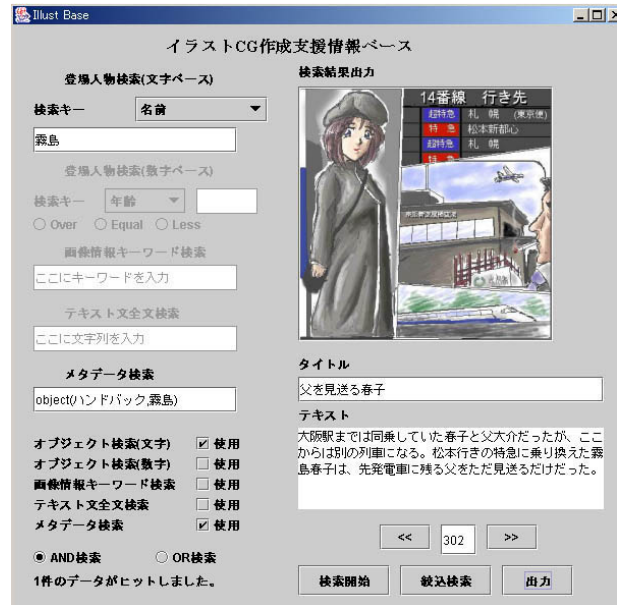 Illust Base
イラストCG作成支援情報ベース
登場人物検索(文字ベース)
検索キー 名前
霧島
登場人物検索(数字ベース)
検索キー 年齢
Over Equal Less
画像情報キーワード検索
ここにキーワードを入力
テキスト文全文検索
ここに文字列を入力
メタデータ検索
object(ハンドバック,霧島)
オブジェクト検索(文字) 使用
オブジェクト検索(数字) 使用
画像情報キーワード検索 使用
テキスト文全文検索 使用
メタデータ検索 使用
AND検索 OR検索
1件のデータがヒットしました。
検索結果出力
14番線 行き先
超特急 札幌 (東京便)
特急 松本新都心
超特急 札幌
特急
タイトル
父を見送る春子
テキスト
大阪駅までは同乗していた春子と父大介だったが、ここ
からは別の列車になる。松本行きの特急に乗り換えた霧
島春子は、先発電車に残る父をただ見送るだけだった。
<< 302 >>
検索開始 絞込検索 出力